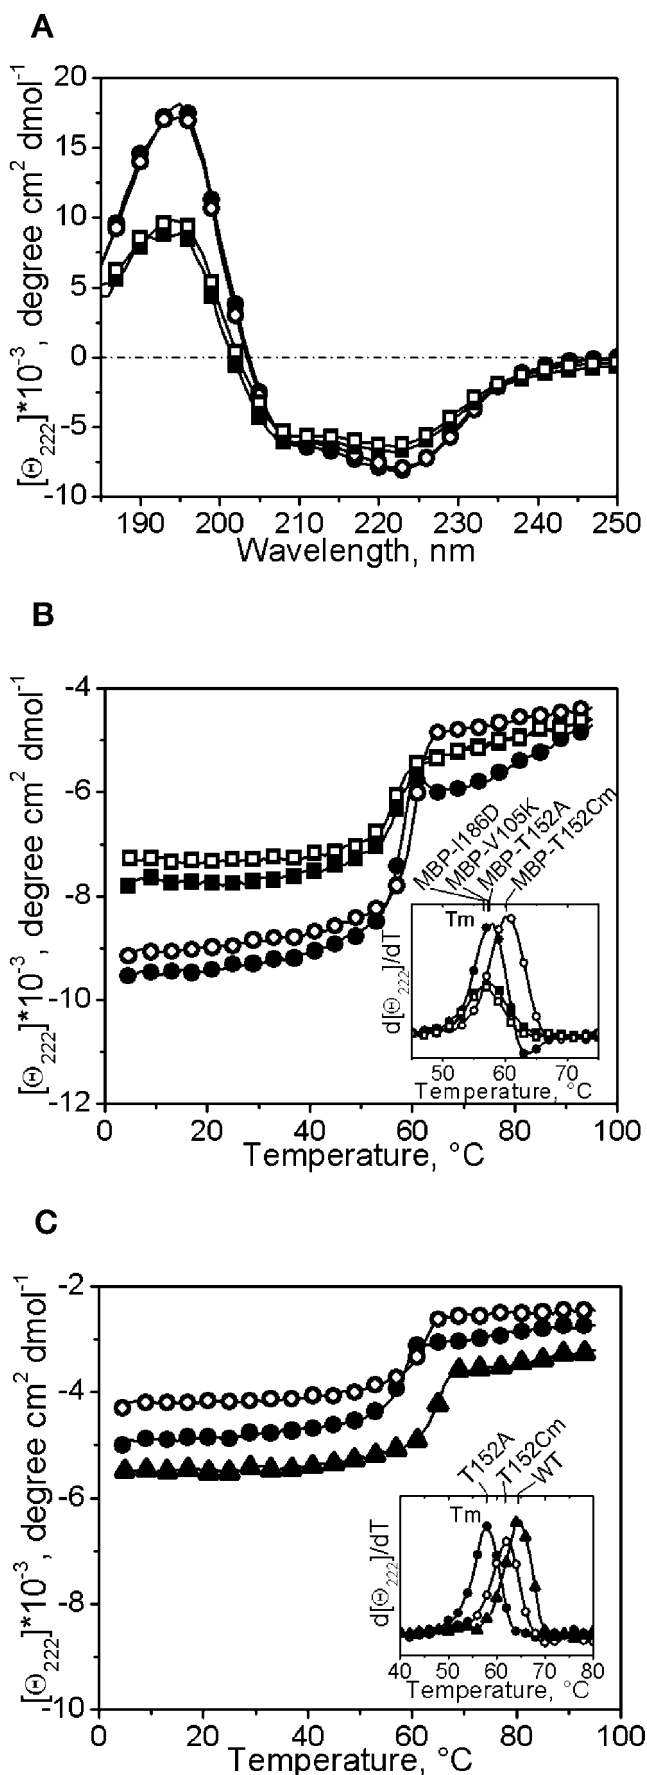 A
[Θ222]*10-3, degree cm2 dmol-1
20
15
10
5
0
-5
-10
190 200 210 220 230 240 250
Wavelength, nm
B
[Θ222]*10-3, degree cm2 dmol-1
-4
-6
-8
-10
-12
0 20 40 60 80 100
Temperature, °C
MBP-I186D
MBP-V105K
MBP-T152A
MBP-T152Cm
Tm
d[Θ222]/dT
50 60 70
Temperature, °C
C
[Θ222]*10-3, degree cm2 dmol-1
-2
-4
-6
-8
-10
0 20 40 60 80 100
Temperature, °C
T152A
T152Cm
WT
Tm
d[Θ222]/dT
40 50 60 70 80
Temperature, °C